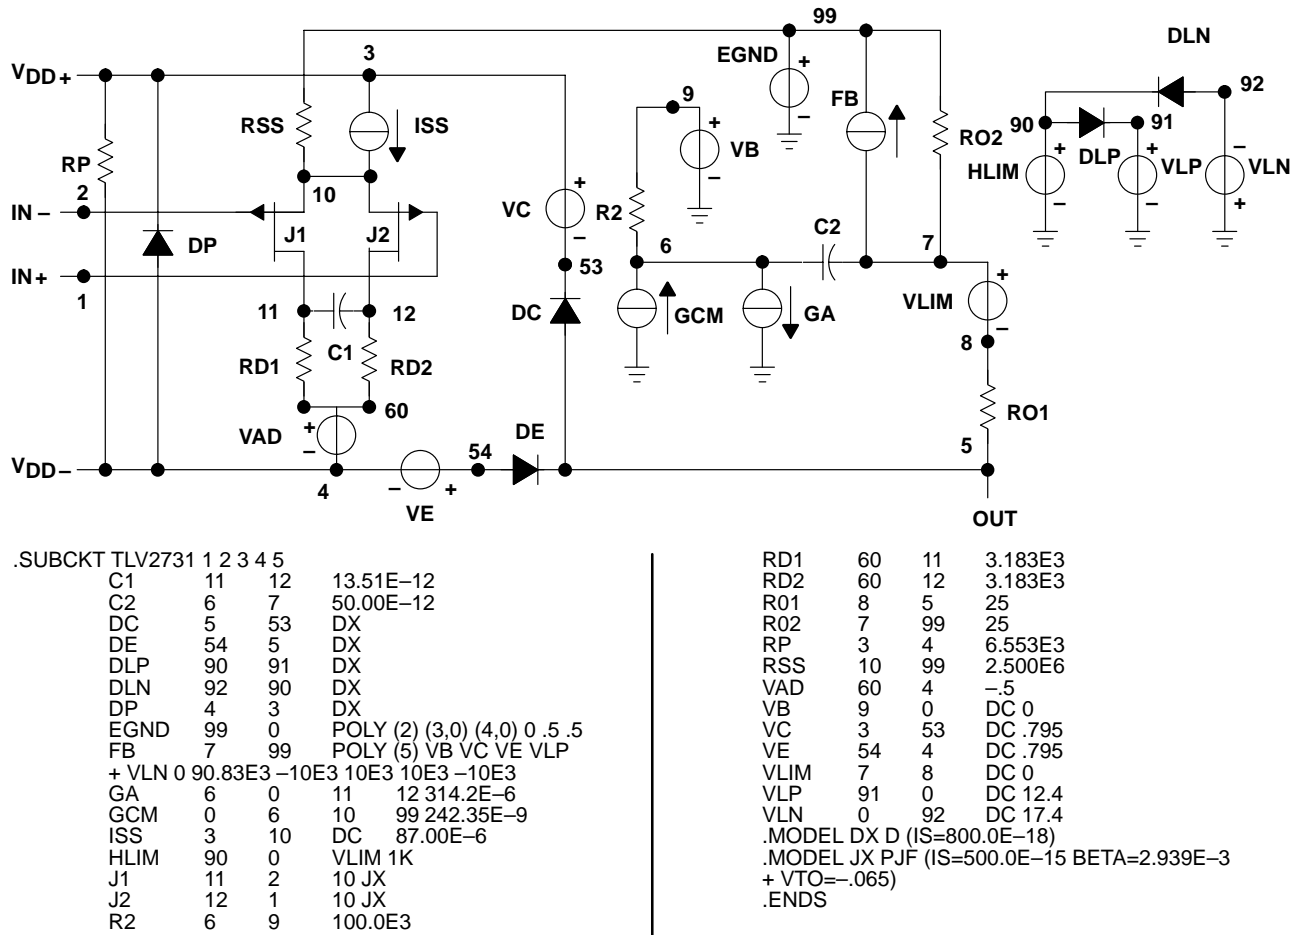 99
DLN
3
VDD+
EGND
+
–
9
92
FB
RSS
ISS
VB
+
–
90
91
RO2
DLP
RP
HLIM
+
–
VLP
+
–
VLN
–
+
10
2
IN –
VC
+
–
R2
C2
J1
J2
DP
6
7
IN +
53
1
VLIM
+
–
11
12
DC
GCM
GA
C1
8
RD1
RD2
60
RO1
VAD
+
–
DE
54
5
VDD–
4
–
+
VE
OUT
.SUBCKT TLV2731 1 2 3 4 5
C1 11 12 13.51E–12
C2 6 7 50.00E–12
DC 5 53 DX
DE 54 5 DX
DLP 90 91 DX
DLN 92 90 DX
DP 4 3 DX
EGND 99 0 POLY (2) (3,0) (4,0) 0 .5 .5
FB 7 99 POLY (5) VB VC VE VLP
+ VLN 0 90.83E3 –10E3 10E3 10E3 –10E3
GA 6 0 11 12 314.2E–6
GCM 0 6 10 99 242.35E–9
ISS 3 10 DC 87.00E–6
HLIM 90 0 VLIM 1K
J1 11 2 10 JX
J2 12 1 10 JX
R2 6 9 100.0E3
RD1 60 11 3.183E3
RD2 60 12 3.183E3
R01 8 5 25
R02 7 99 25
RP 3 4 6.553E3
RSS 10 99 2.500E6
VAD 60 4 –.5
VB 9 0 DC 0
VC 3 53 DC .795
VE 54 4 DC .795
VLIM 7 8 DC 0
VLP 91 0 DC 12.4
VLN 0 92 DC 17.4
.MODEL DX D (IS=800.0E–18)
.MODEL JX PJF (IS=500.0E–15 BETA=2.939E–3
+ VTO=–.065)
.ENDS